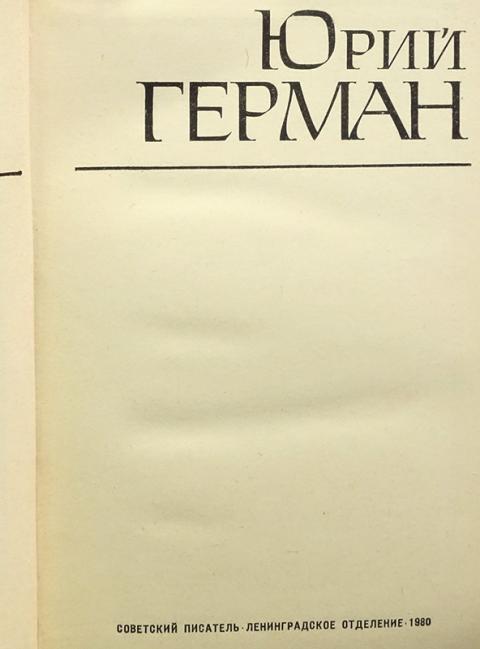 Юрий
ГЕРМАН
СОВЕТСКИЙ ПИСАТЕЛЬ · ЛЕНИНГРАДСКОЕ ОТДЕЛЕНИЕ · 1980